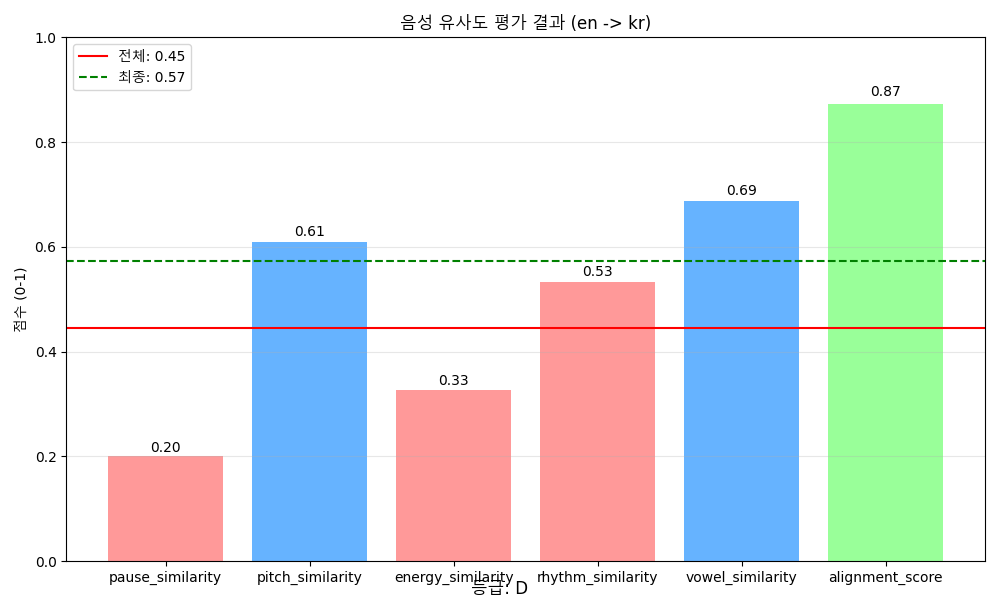 음성 유사도 평가 결과 (en -> kr)
전체: 0.45
최종: 0.57
점수 (0-1)
1.0
0.8
0.6
0.4
0.2
0.0
0.20
0.61
0.33
0.53
0.69
0.87
pause_similarity
pitch_similarity
energy_similarity
rhythm_similarity
vowel_similarity
alignment_score
등급: D